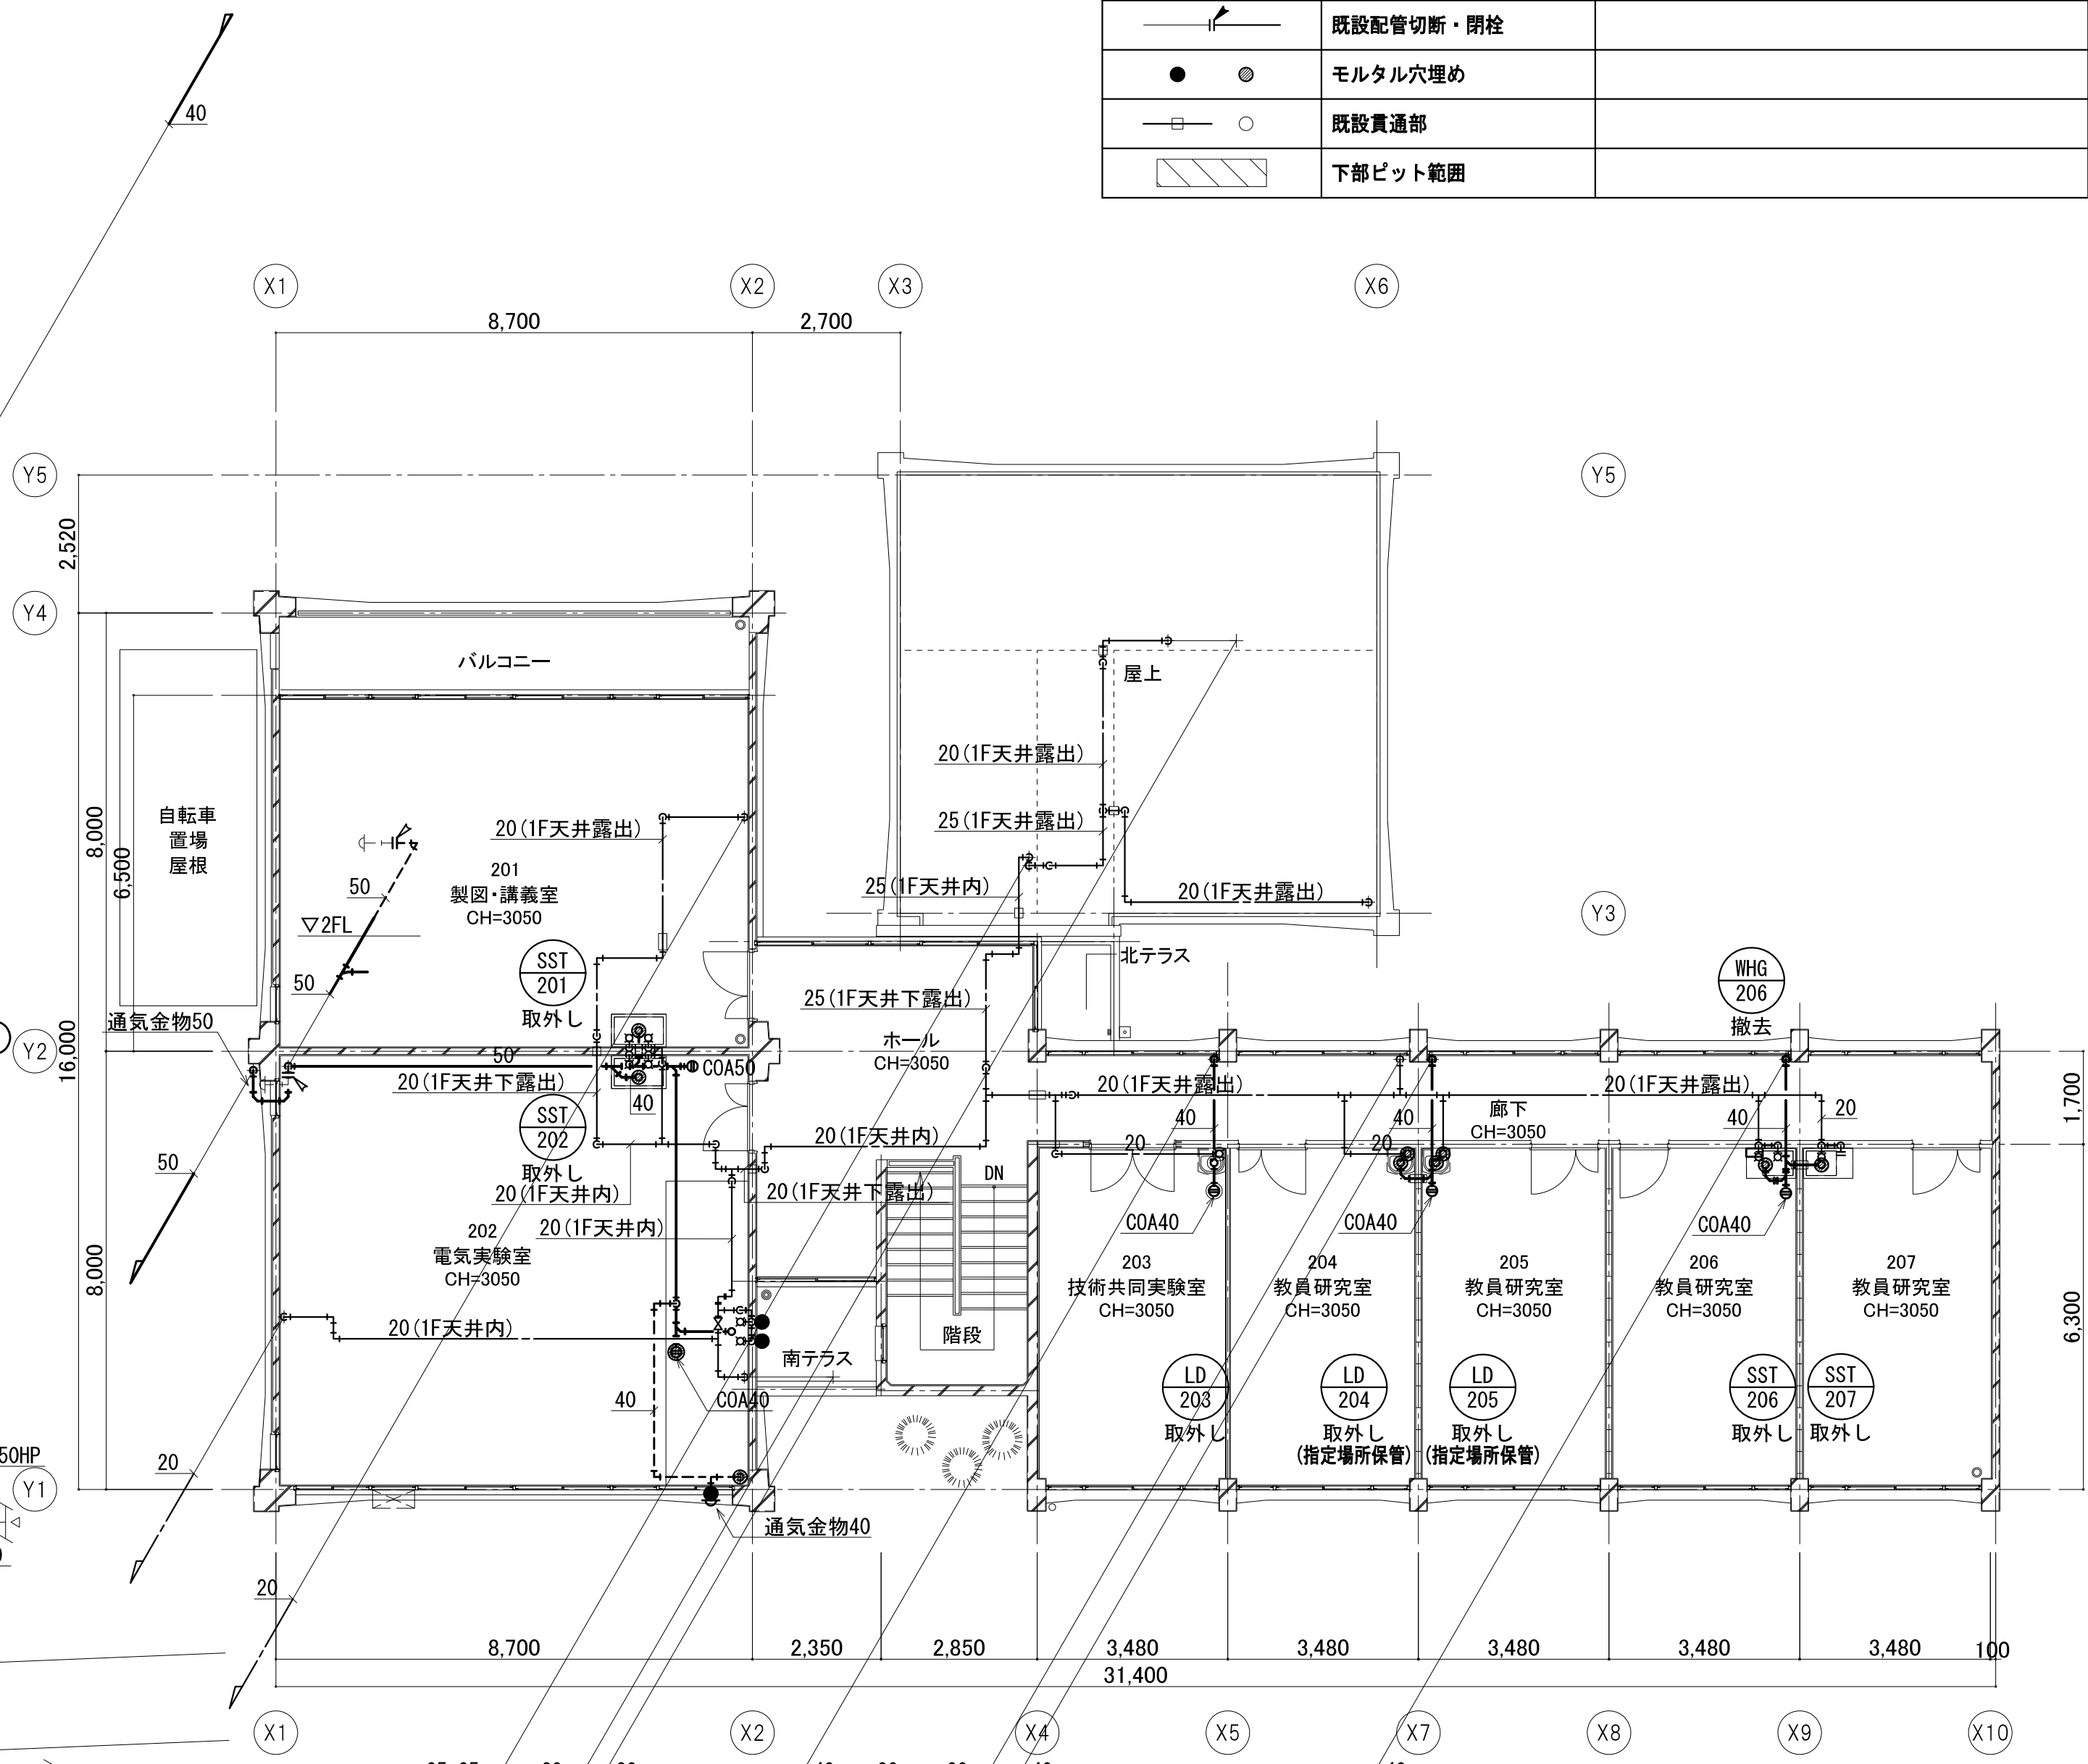 既設配管切断・閉栓
モルタル穴埋め
既設貫通部
下部ピット範囲
40
X1
X2
X3
X6
8,700
2,700
Y5
Y5
2,520
Y4
バルコニー
屋上
20(1F天井露出)
自転車
置場
屋根
8,000
6,500
20(1F天井露出)
25(1F天井露出)
201
製図・講義室
CH=3050
50
▽2FL
25(1F天井内)
20(1F天井露出)
Y3
SST
201
取外し
50
北テラス
WHG
206
撤去
25(1F天井下露出)
通気金物50
16,000
Y2
ホール
CH=3050
50
COA50
20(1F天井下露出)
40
20(1F天井露出)
20(1F天井露出)
1,700
SST
202
取外し
40
40
廊下
CH=3050
40
20
20(1F天井内)
20
20
50
20(1F天井内)
20(1F天井下露出)
DN
20(1F天井内)
COA40
COA40
COA40
202
電気実験室
CH=3050
8,000
203
技術共同実験室
CH=3050
204
教員研究室
CH=3050
205
教員研究室
CH=3050
206
教員研究室
CH=3050
207
教員研究室
CH=3050
6,300
20(1F天井内)
階段
南テラス
40
COA40
LD
203
取外し
LD
204
取外し
(指定場所保管)
LD
205
取外し
(指定場所保管)
SST
206
取外し
SST
207
取外し
50HP
20
Y1
通気金物40
20
8,700
2,350
2,850
3,480
3,480
3,480
3,480
3,480
100
31,400
X1
X2
X4
X5
X7
X8
X9
X10